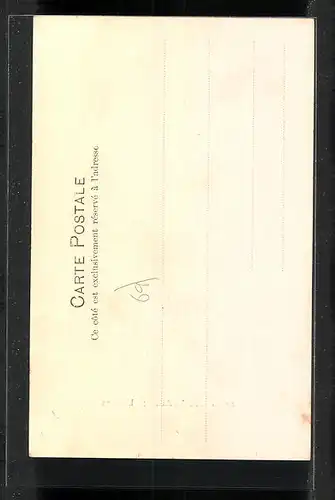 CARTE POSTALE
Ce côté est exclusivement réservé à l'adresse
69